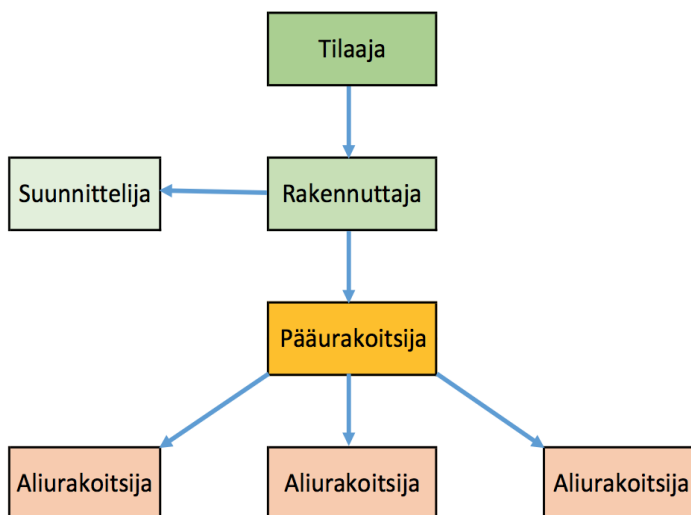 Tilaaja
Suunnittelija
Rakennuttaja
Pääurakoitsija
Aliurakoitsija
Aliurakoitsija
Aliurakoitsija